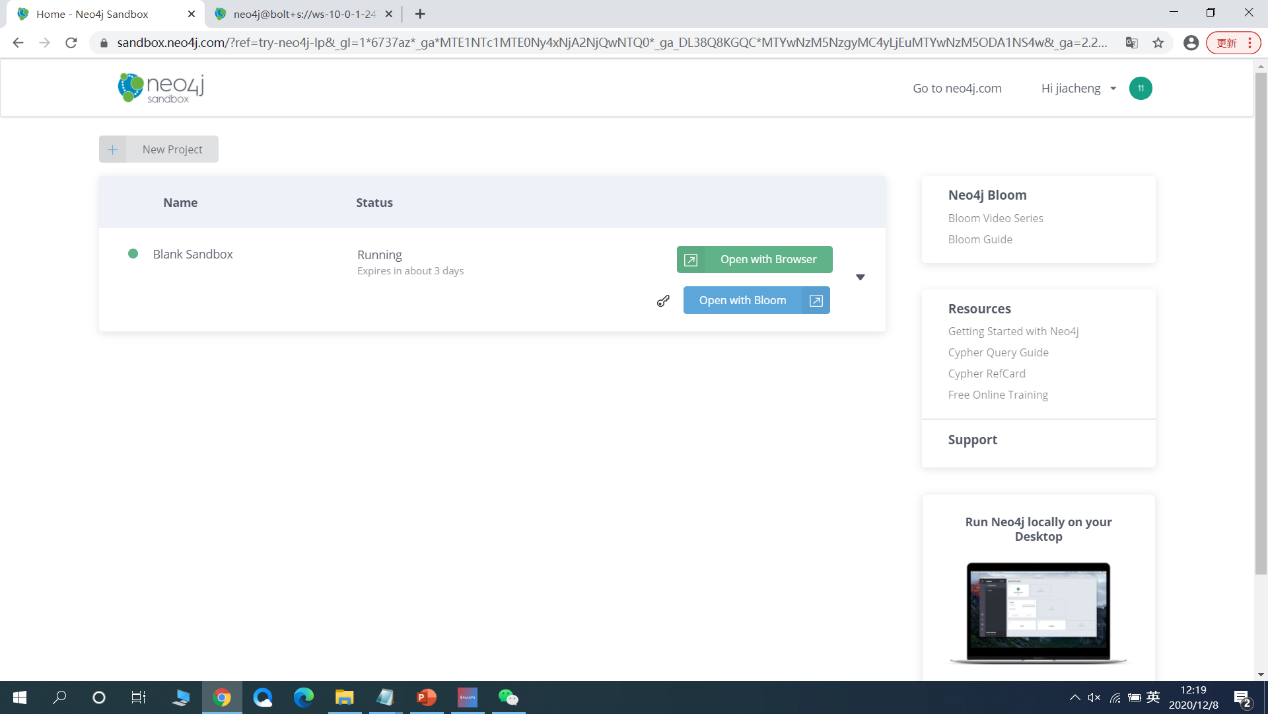 Home - Neo4j Sandbox
neo4j@bolt+s://ws-10-0-1-24
sandbox.neo4j.com/?ref=try-neo4j-lp&_gl=1*6737az*_ga*MTE1NTc1MTE0Ny4xNjA2NjQwNTQ0*_ga_DL38Q8KGQC*MTYwNzM5NzgyMC4yLjEuMTYwNzM5ODA1NS4w&_ga=2.2...
更新
neo4j
sandbox
Go to neo4j.com
Hi jiacheng
11
New Project
Name
Status
Blank Sandbox
Running
Expires in about 3 days
Open with Browser
Open with Bloom
Neo4j Bloom
Bloom Video Series
Bloom Guide
Resources
Getting Started with Neo4j
Cypher Query Guide
Cypher RefCard
Free Online Training
Support
Run Neo4j locally on your
Desktop
英
12:19
2020/12/8
2